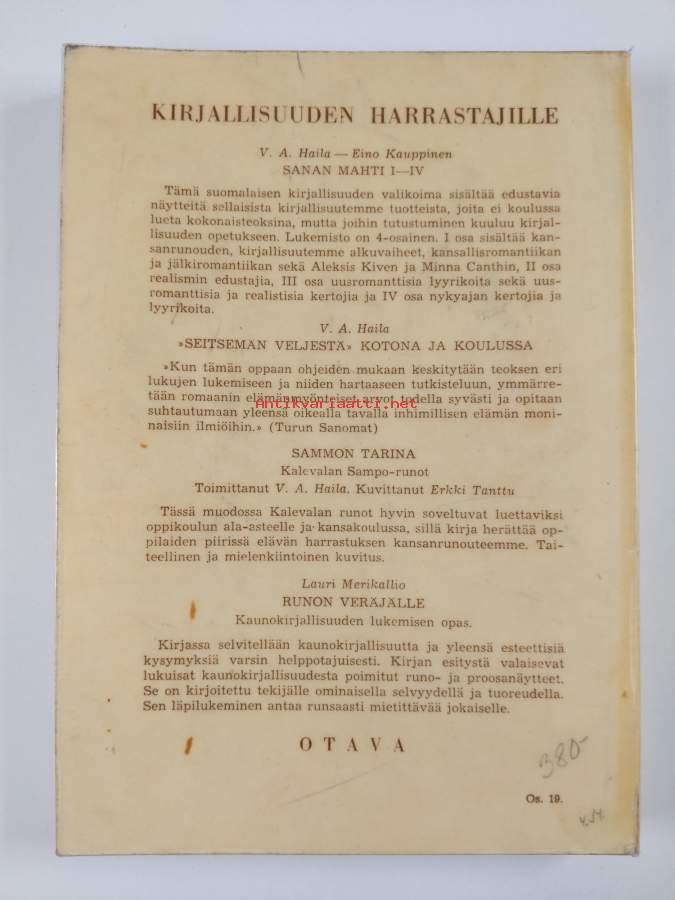 KIRJALLISUUDEN HARRASTAJILLE
V. A. Haila — Eino Kauppinen
SANAN MAHTI I—IV
Tämä suomalaisen kirjallisuuden valikoima sisältää edustavia
näytteitä sellaisista kirjallisuutemme tuotteista, joita ei koulussa
lueta kokonaisteoksina, mutta joihin tutustuminen kuuluu kirjal-
lisuuden opetukseen. Lukemisto on 4-osainen. I osa sisältää kan-
sanrunouden, kirjallisuutemme alkuvaiheet, kansallisromantiikan
ja jälkiromantiikan sekä Aleksis Kiven ja Minna Canthin, II osa
realismin edustajia, III osa uusromanttisia lyyrikoita sekä uus-
romanttisia ja realistisia kertojia ja IV osa nykyajan kertojia ja
lyyrikoita.
V. A. Haila
»SEITSEMÄN VELJESTÄ» KOTONA JA KOULUSSA
»Kun tämän oppaan ohjeiden mukaan keskitytään teoksen eri
lukujen lukemiseen ja niiden hartaaseen tutkisteluun, ymmärre-
tään romaanin elämänmyönteiset arvot todella syvästi ja opitaan
Antikvariaatti.net
suhtautumaan yleensä oikealla tavalla inhimillisen elämän moni-
naisiin ilmiöihin.» (Turun Sanomat)
SAMMON TARINA
Kalevalan Sampo-runot
Toimittanut V. A. Haila. Kuvittanut Erkki Tanttu
Tässä muodossa Kalevalan runot hyvin soveltuvat luettaviksi
oppikoulun ala-asteelle ja kansakoulussa, sillä kirja herättää op-
pilaiden piirissä elävän harrastuksen kansanrunouteemme. Tai-
teellinen ja mielenkiintoinen kuvitus.
Lauri Merikallio
RUNON VERÄJÄLLE
Kaunokirjallisuuden lukemisen opas.
Kirjassa selvitellään kaunokirjallisuutta ja yleensä esteettisiä
kysymyksiä varsin helppotajuisesti. Kirjan esitystä valaisevat
lukuisat kaunokirjallisuudesta poimitut runo- ja proosanäytteet.
Se on kirjoitettu tekijälle ominaisella selvyydellä ja tuoreudella.
Sen läpilukeminen antaa runsaasti mietittävää jokaiselle.
OTAVA
380-
Os. 19.